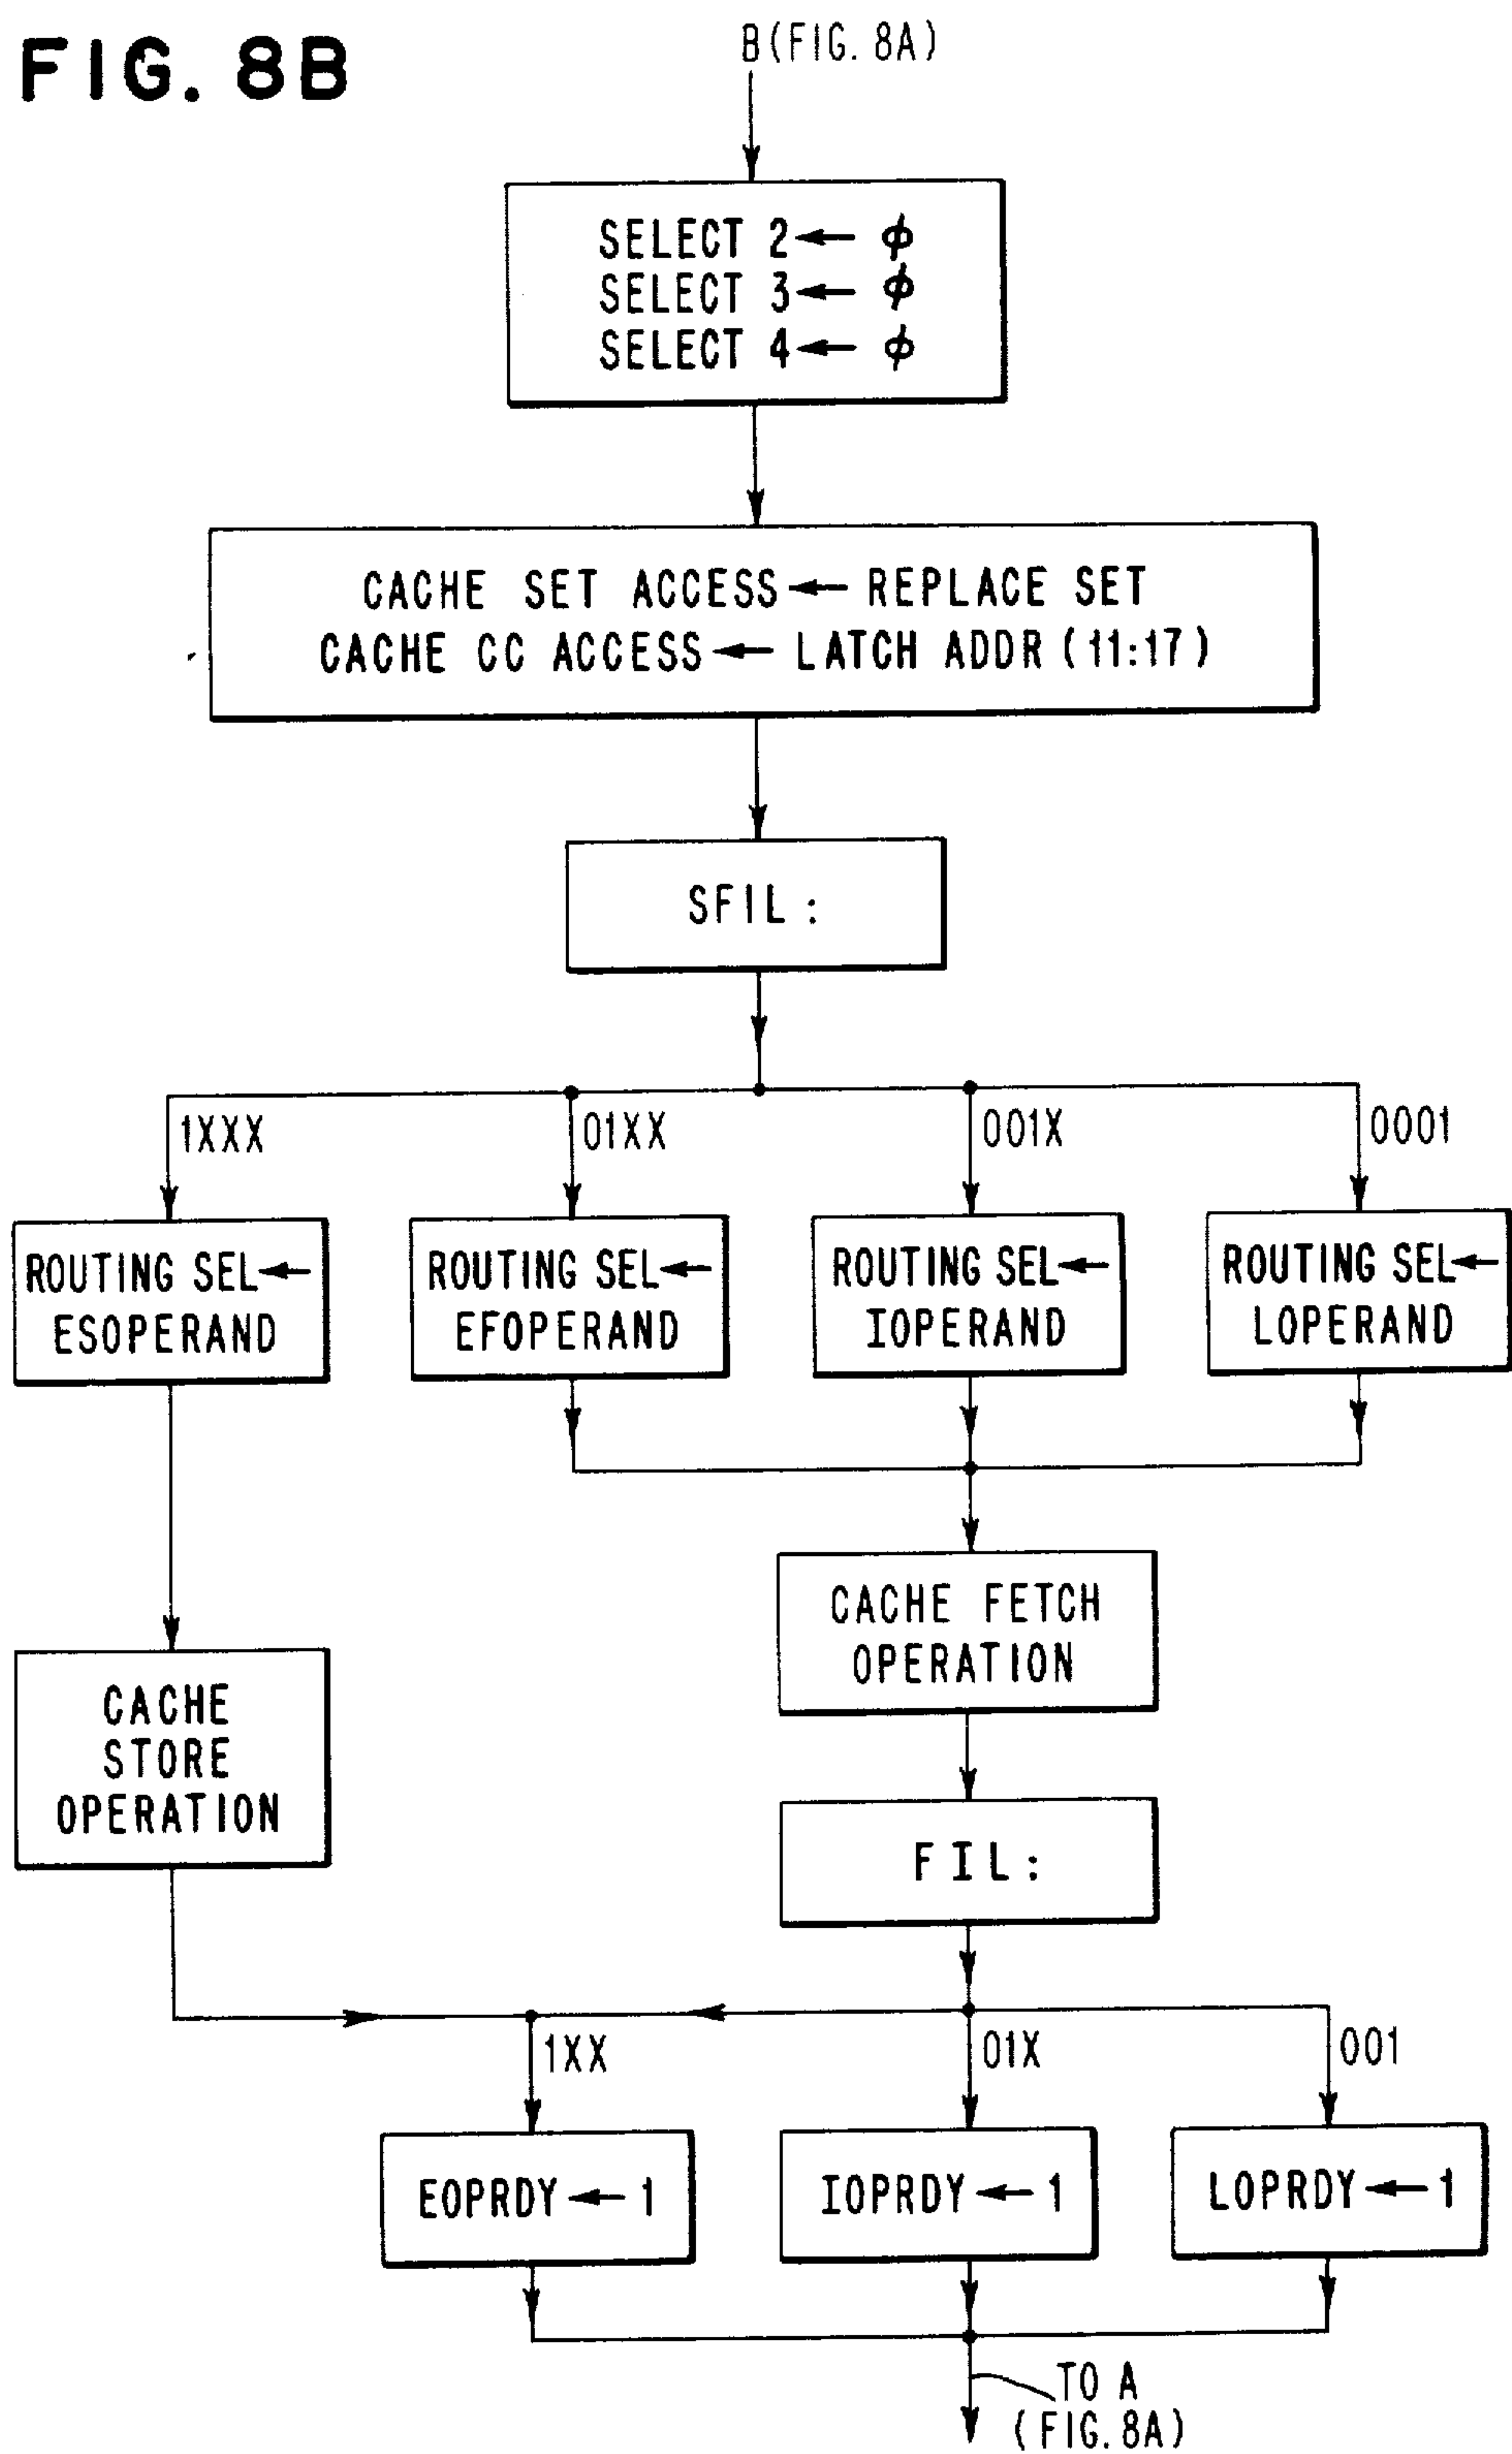 FIG. 8B
B (FIG. 8A)
SELECT 2 ← ϕ
SELECT 3 ← ϕ
SELECT 4 ← ϕ
CACHE SET ACCESS ← REPLACE SET
CACHE CC ACCESS ← LATCH ADDR (11:17)
SFIL :
1XXX
01XX
001X
0001
ROUTING SEL ←
ESOPERAND
ROUTING SEL ←
EFOPERAND
ROUTING SEL ←
IOPERAND
ROUTING SEL ←
LOPERAND
CACHE FETCH
OPERATION
CACHE
STORE
OPERATION
FIL :
1XX
01X
001
EOPRDY ← 1
IOPRDY ← 1
LOPRDY ← 1
TO A
(FIG. 8A)